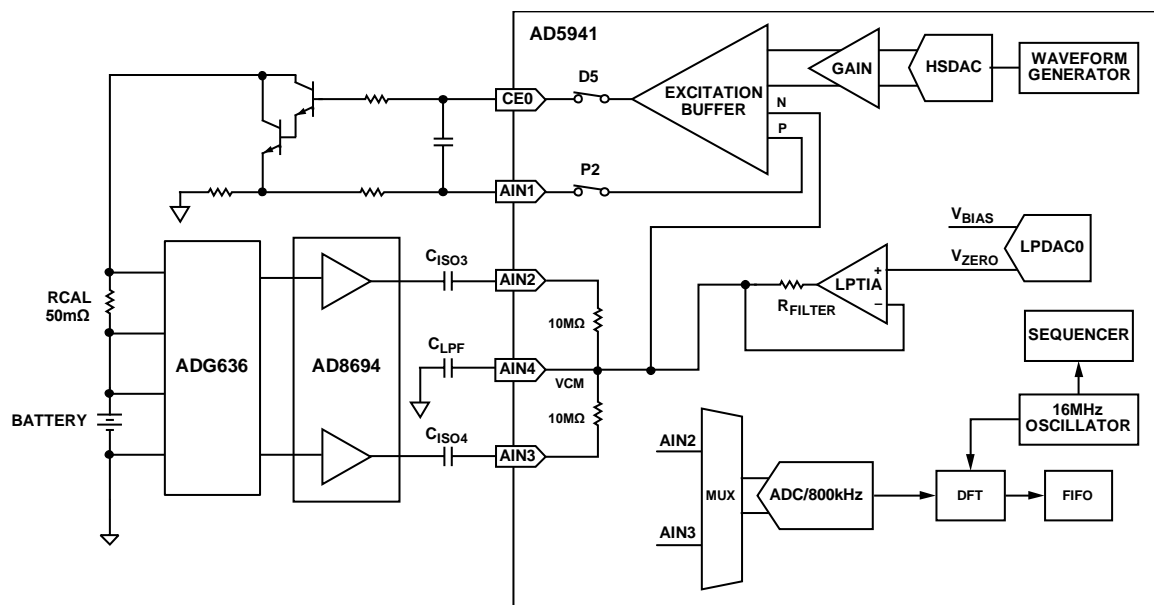 AD5941
D5
CE0
EXCITATION
BUFFER
N
P
GAIN
HSDAC
WAVEFORM
GENERATOR
P2
AIN1
RCAL
50mΩ
BATTERY
ADG636
AD8694
CISO3
AIN2
10MΩ
CLPF
AIN4
VCM
10MΩ
CISO4
AIN3
VBIAS
VZERO
LPDAC0
+
LPTIA
–
RFILTER
SEQUENCER
16MHz
OSCILLATOR
AIN2
MUX
AIN3
ADC/800kHz
DFT
FIFO